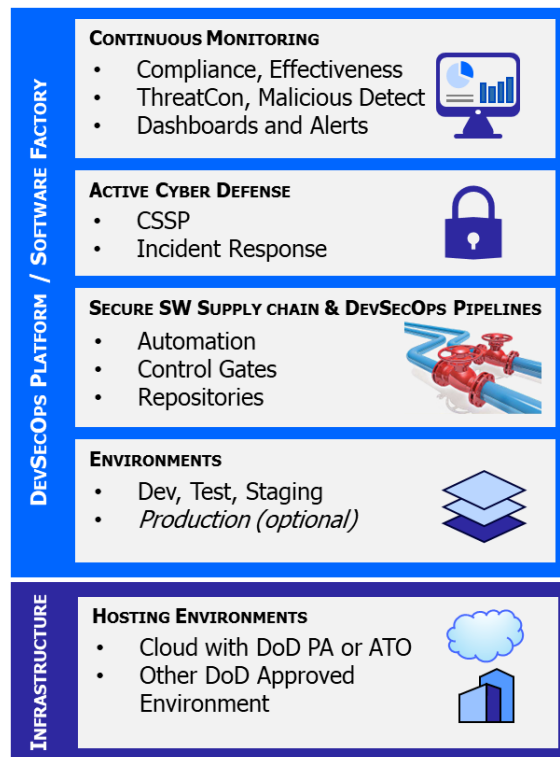 DEVSECOPS PLATFORM / SOFTWARE FACTORY
CONTINUOUS MONITORING
• Compliance, Effectiveness
• ThreatCon, Malicious Detect
• Dashboards and Alerts
ACTIVE CYBER DEFENSE
• CSSP
• Incident Response
SECURE SW SUPPLY CHAIN & DEVSECOPS PIPELINES
• Automation
• Control Gates
• Repositories
ENVIRONMENTS
• Dev, Test, Staging
• Production (optional)
INFRASTRUCTURE
HOSTING ENVIRONMENTS
• Cloud with DoD PA or ATO
• Other DoD Approved
Environment